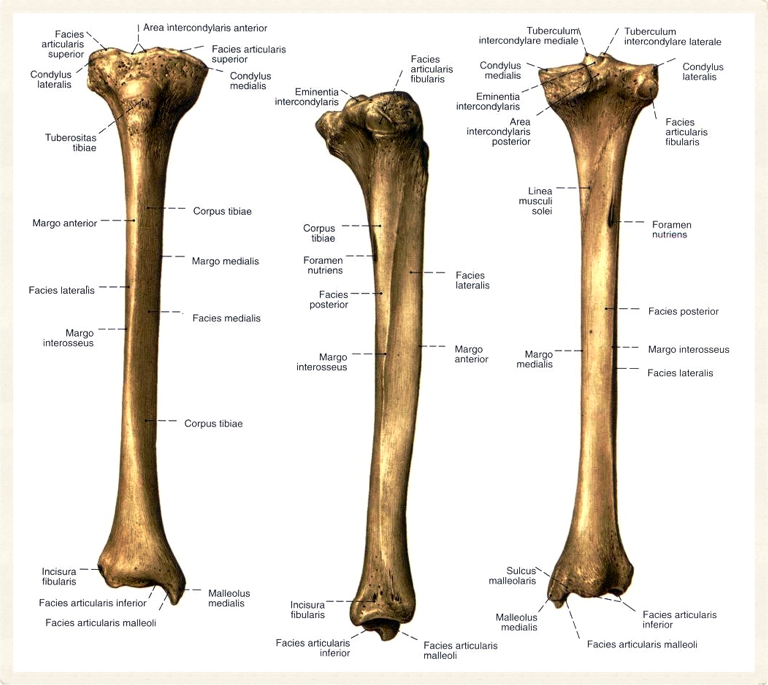 Area intercondylaris anterior
Facies
articularis
superior
Facies articularis
superior
Condylus
lateralis
Condylus
medialis
Tuberositas
tibiae
Corpus tibiae
Margo anterior
Margo medialis
Facies lateralis
Facies medialis
Margo
interosseus
Corpus tibiae
Incisura
fibularis
Malleolus
medialis
Facies articularis inferior
Facies articularis malleoli
Facies
articularis
fibularis
Eminentia
intercondylaris
Corpus
tibiae
Foramen
nutriens
Facies
lateralis
Facies
posterior
Margo
interosseus
Margo
anterior
Incisura
fibularis
Facies articularis
inferior
Facies articularis
malleoli
Tuberculum
intercondylare mediale
Tuberculum
intercondylare laterale
Condylus
medialis
Condylus
lateralis
Eminentia
intercondylaris
Area
intercondylaris
posterior
Facies
articularis
fibularis
Linea
musculi
solei
Foramen
nutriens
Facies posterior
Margo
medialis
Margo interosseus
Facies lateralis
Sulcus
malleolaris
Malleolus
medialis
Facies articularis
inferior
Facies articularis malleoli